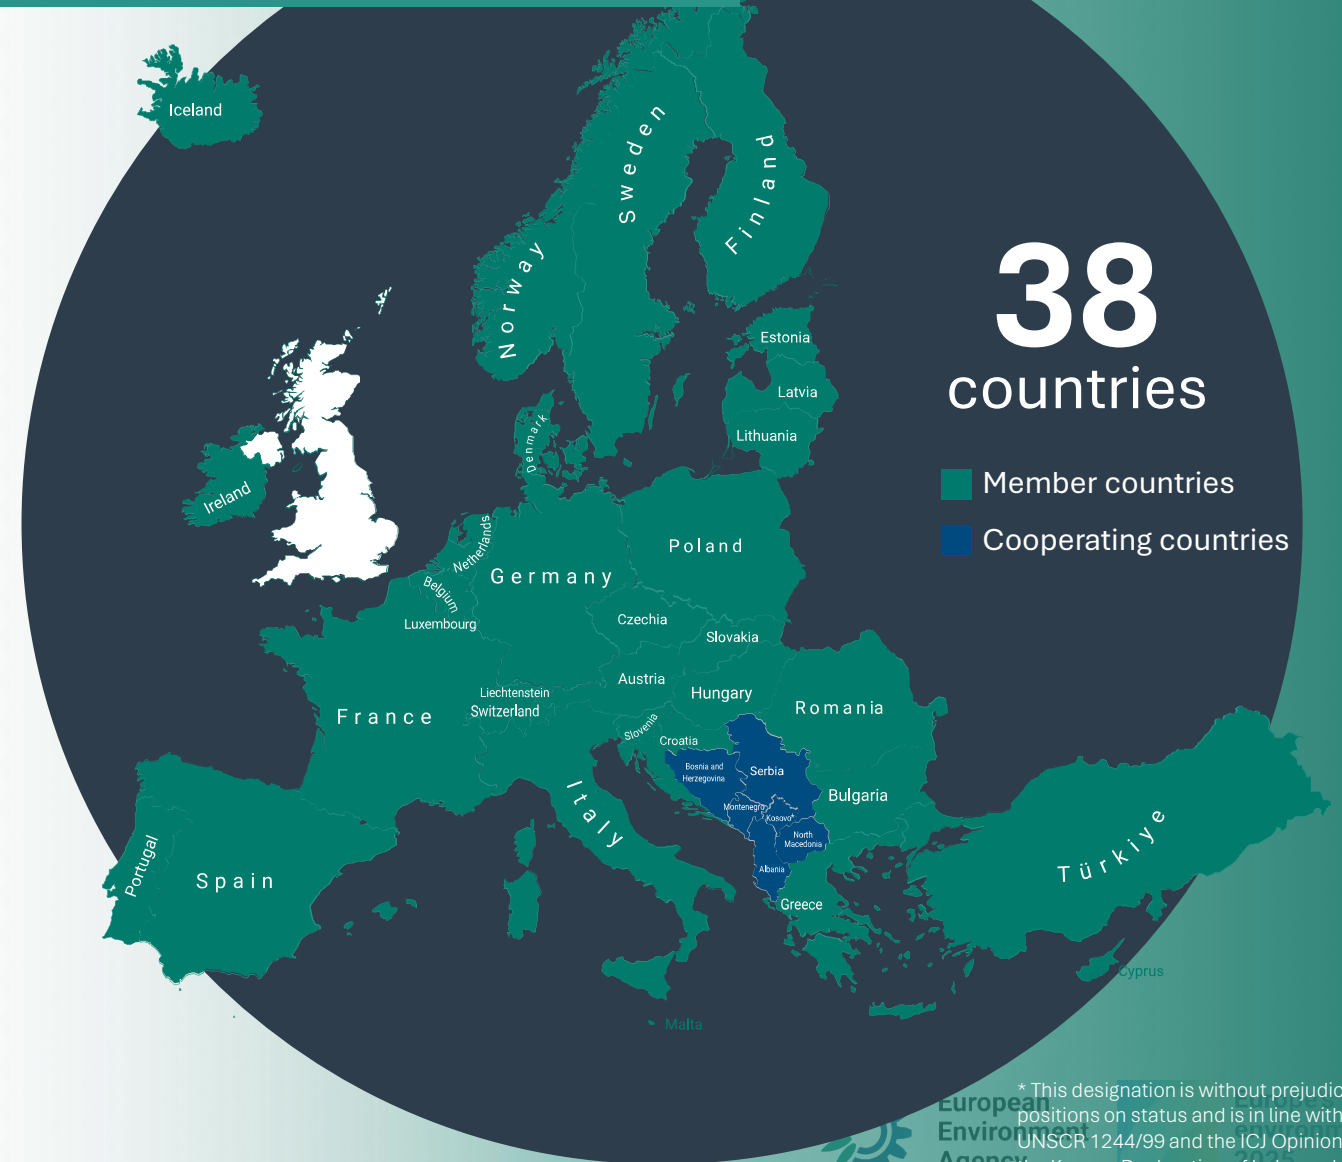 Iceland
Sweden
Finland
Norway
38
countries
Estonia
Latvia
Lithuania
Denmark
Member countries
Cooperating countries
Ireland
Netherlands
Poland
Germany
Belgium
Luxembourg
Czechia
Slovakia
Austria
Hungary
Liechtenstein
Switzerland
France
Romania
Slovenia
Croatia
Bosnia and
Herzegovina
Serbia
Bulgaria
Italy
Montenegro
Kosovo*
North
Macedonia
Albania
Türkiye
Portugal
Spain
Greece
Cyprus
Malta
* This designation is without prejudic
positions on status and is in line with
UNSCR 1244/99 and the ICJ Opinion
European
Environment
Agency
2025